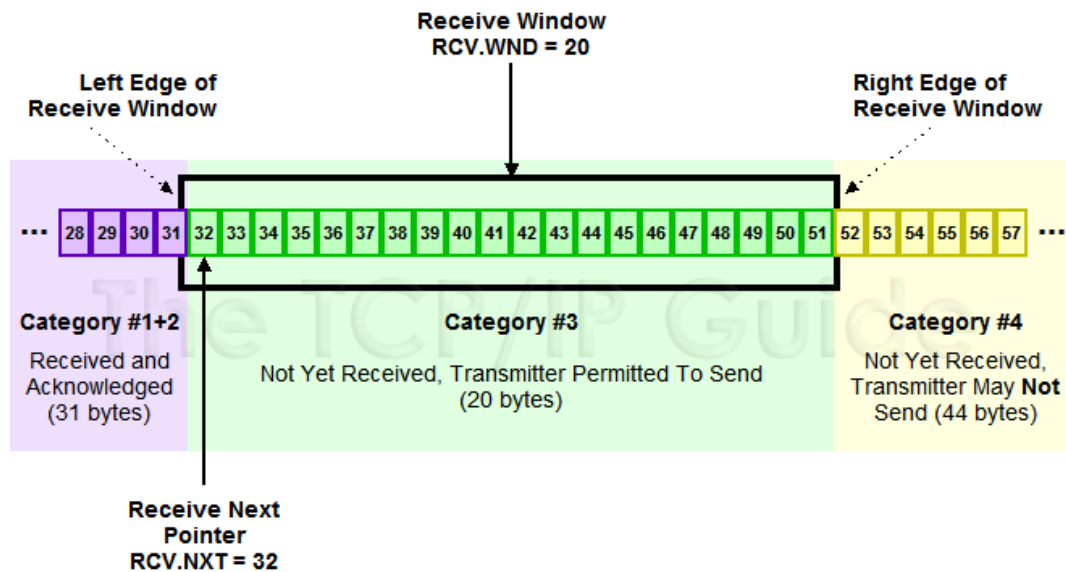 Receive Window
RCV.WND = 20
Left Edge of
Receive Window
Right Edge of
Receive Window
... 28 29 30 31 32 33 34 35 36 37 38 39 40 41 42 43 44 45 46 47 48 49 50 51 52 53 54 55 56 57 ...
The TCP/IP Guide
Category #1+2
Received and
Acknowledged
(31 bytes)
Category #3
Not Yet Received, Transmitter Permitted To Send
(20 bytes)
Category #4
Not Yet Received,
Transmitter May Not
Send (44 bytes)
Receive Next
Pointer
RCV.NXT = 32